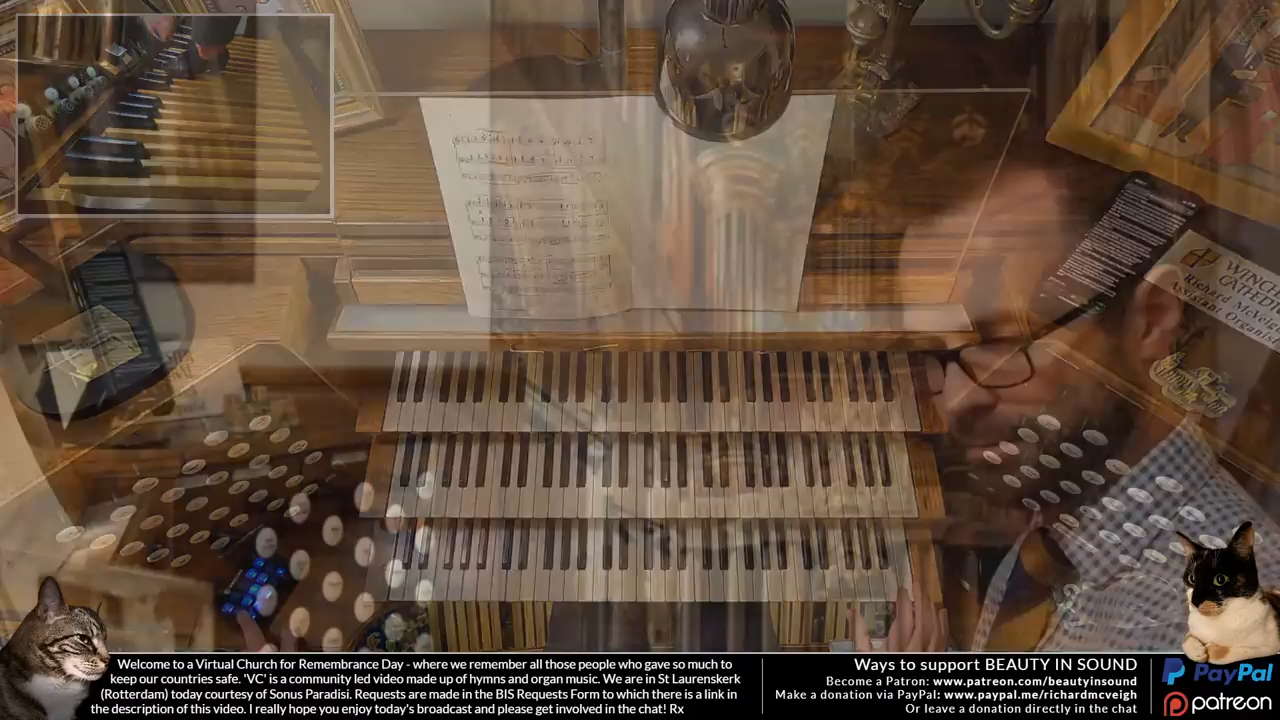 WINCHE
CATHED
Richard McVeigh
Assistant Organist
Welcome to a Virtual Church for Remembrance Day - where we remember all those people who gave so much to
keep our countries safe. 'VC' is a community led video made up of hymns and organ music. We are in St Laurenskerk
(Rotterdam) today courtesy of Sonus Paradisi. Requests are made in the BIS Requests Form to which there is a link in
the description of this video. I really hope you enjoy today's broadcast and please get involved in the chat! Rx
Ways to support BEAUTY IN SOUND
Become a Patron: www.patreon.com/beautyinsound
Make a donation via PayPal: www.paypal.me/richardmcveigh
Or leave a donation directly in the chat
PayPal
patreon